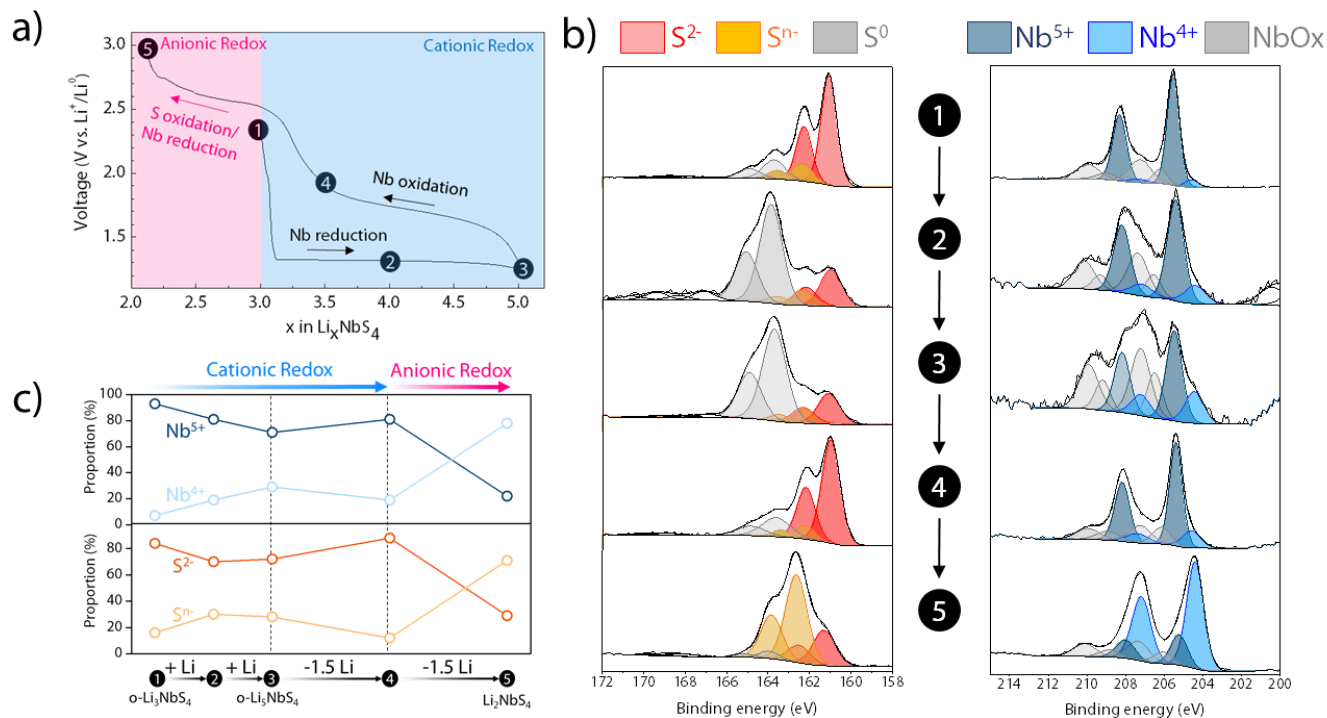 a)
Anionic Redox
Cationic Redox
3.0
2.5
2.0
1.5
Voltage (V vs. Li⁺/Li⁰)
5
1
4
2
3
S oxidation/
Nb reduction
Nb oxidation
Nb reduction
2.0 2.5 3.0 3.5 4.0 4.5 5.0
x in LiₓNbS₄
b)
S²⁻ Sⁿ⁻ S⁰
Nb⁵⁺ Nb⁴⁺ NbOx
1
2
3
4
5
172 170 168 166 164 162 160 158
Binding energy (eV)
214 212 210 208 206 204 202 200
Binding energy (eV)
c)
Cationic Redox
Anionic Redox
100
80
60
40
20
0
Proportion (%)
Nb⁵⁺
Nb⁴⁺
80
60
40
20
0
Proportion (%)
S²⁻
Sⁿ⁻
+ Li + Li -1.5 Li -1.5 Li
1 2 3 4 5
o-Li₃NbS₄ o-Li₅NbS₄ Li₂NbS₄